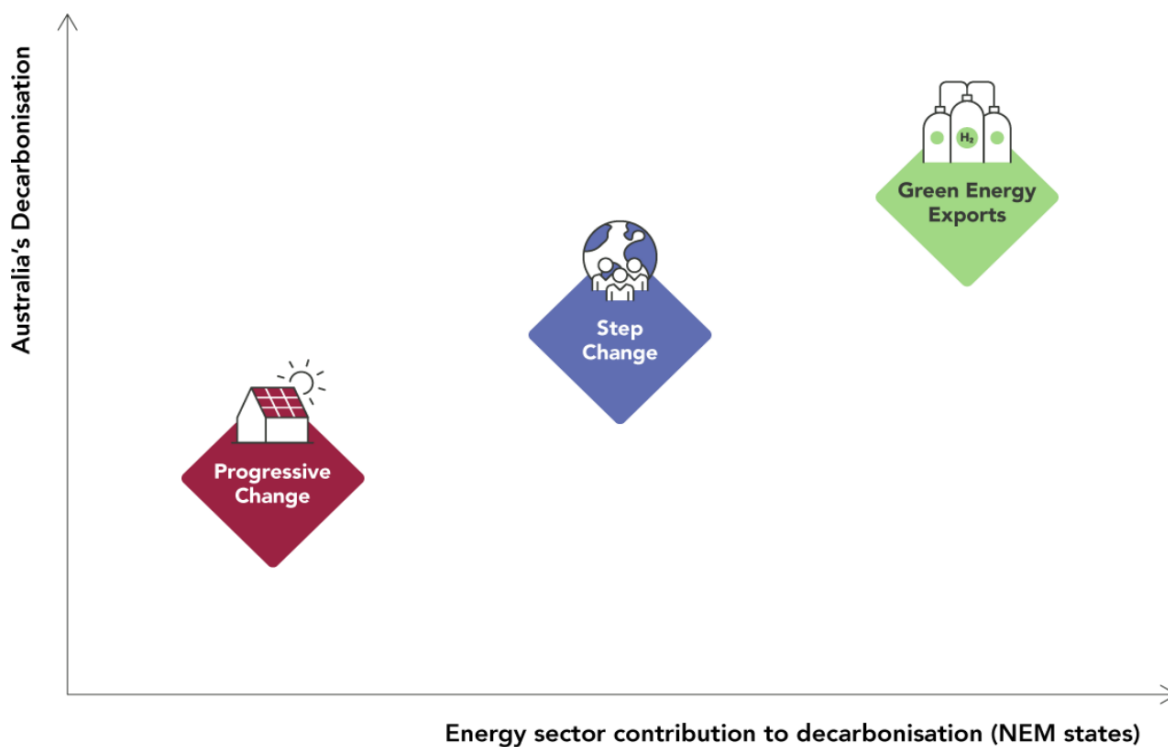 Australia's Decarbonisation
H₂
Green Energy
Exports
Step
Change
Progressive
Change
Energy sector contribution to decarbonisation (NEM states)